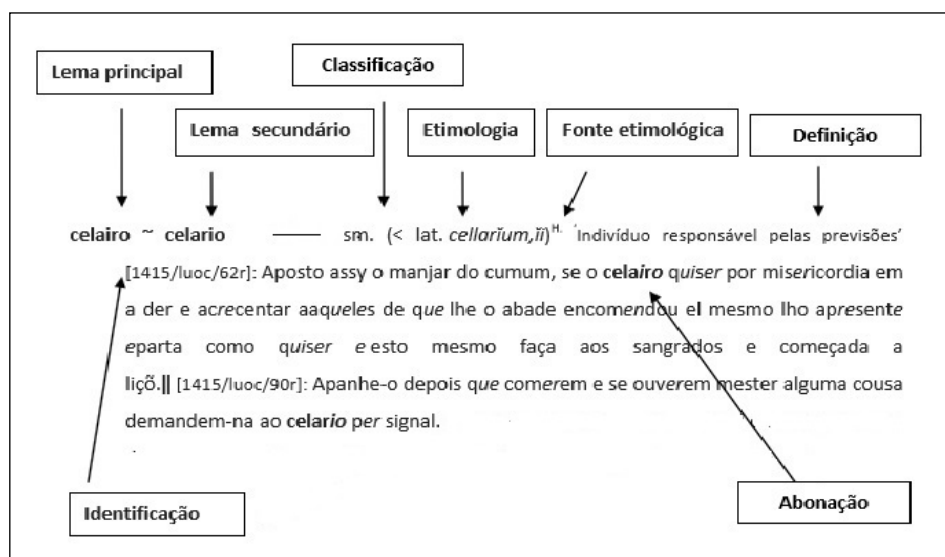 Classificação
Lema principal
Lema secundário
Etimologia
Fonte etimológica
Definição
celairo ~ celario —— sm. (< lat. cellarĭum,ĭi)ᴴ· ‘Indivíduo responsável pelas previsões’
[1415/luoc/62r]: Aposto assy o manjar do cumum, se o celairo quiser por misericordia em
a der e acrecentar aaqueles de que lhe o abade encomendou el mesmo lho apresente
eparta como quiser e esto mesmo faça aos sangrados e começada a
liçõ.‖ [1415/luoc/90r]: Apanhe-o depois que comerem e se ouverem mester alguma cousa
demandem-na ao celario per signal.
Identificação
Abonação